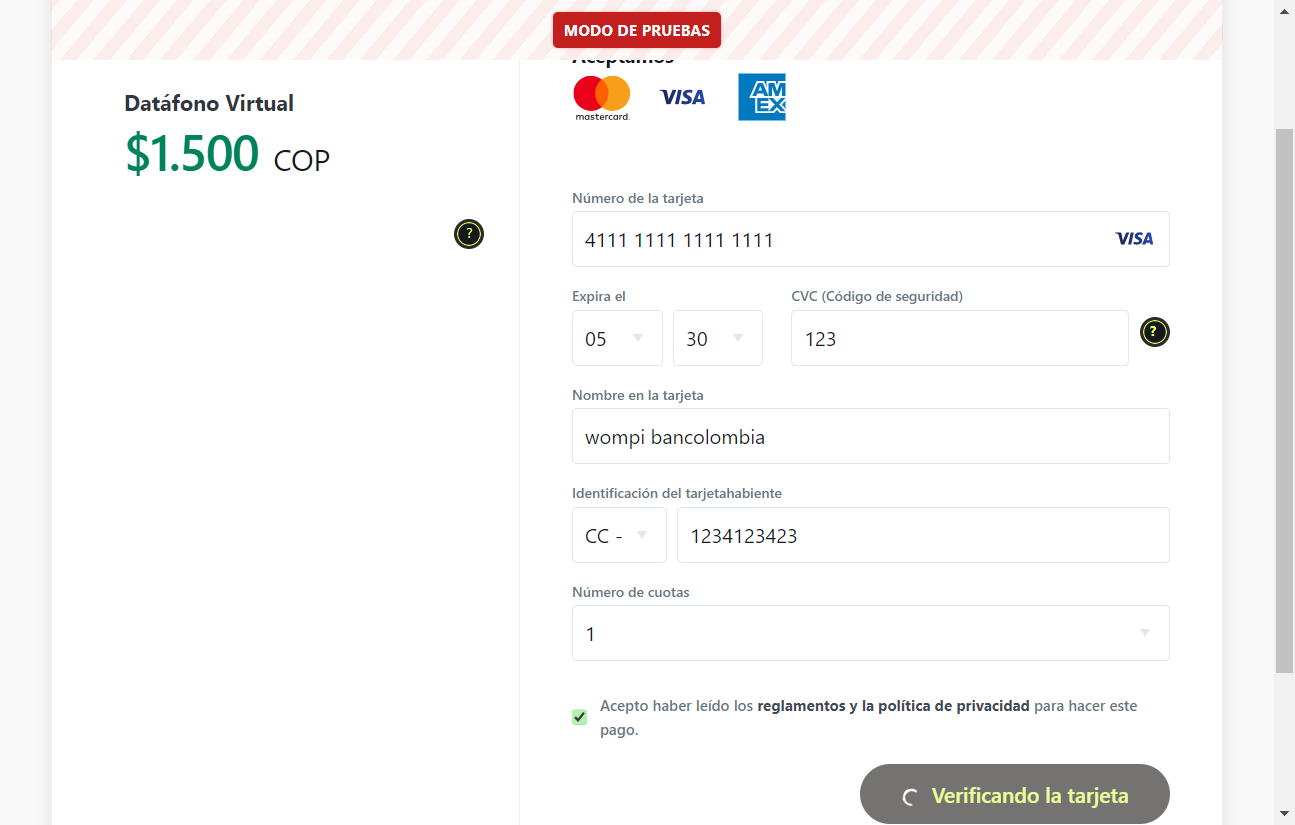 MODO DE PRUEBAS
Datáfono Virtual
$1.500 COP
?
Aceptamos
mastercard.
VISA
AM
EX
Número de la tarjeta
4111 1111 1111 1111 VISA
Expira el
05
30
CVC (Código de seguridad)
123
?
Nombre en la tarjeta
wompi bancolombia
Identificación del tarjetahabiente
CC -
1234123423
Número de cuotas
1
Acepto haber leído los reglamentos y la política de privacidad para hacer este
pago.
Verificando la tarjeta